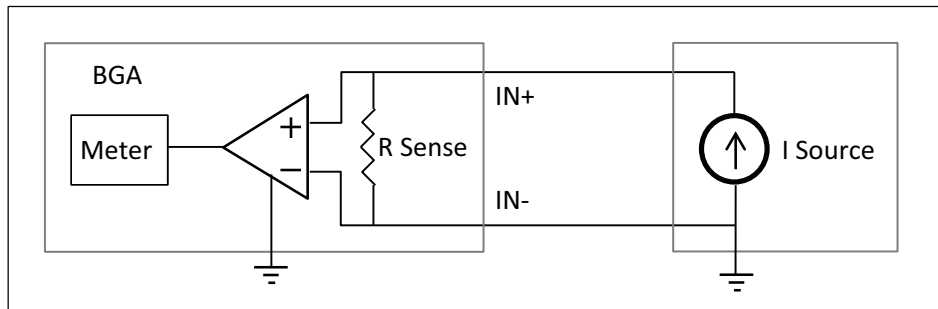 BGA
IN+
Meter
+
−
R Sense
I Source
IN-